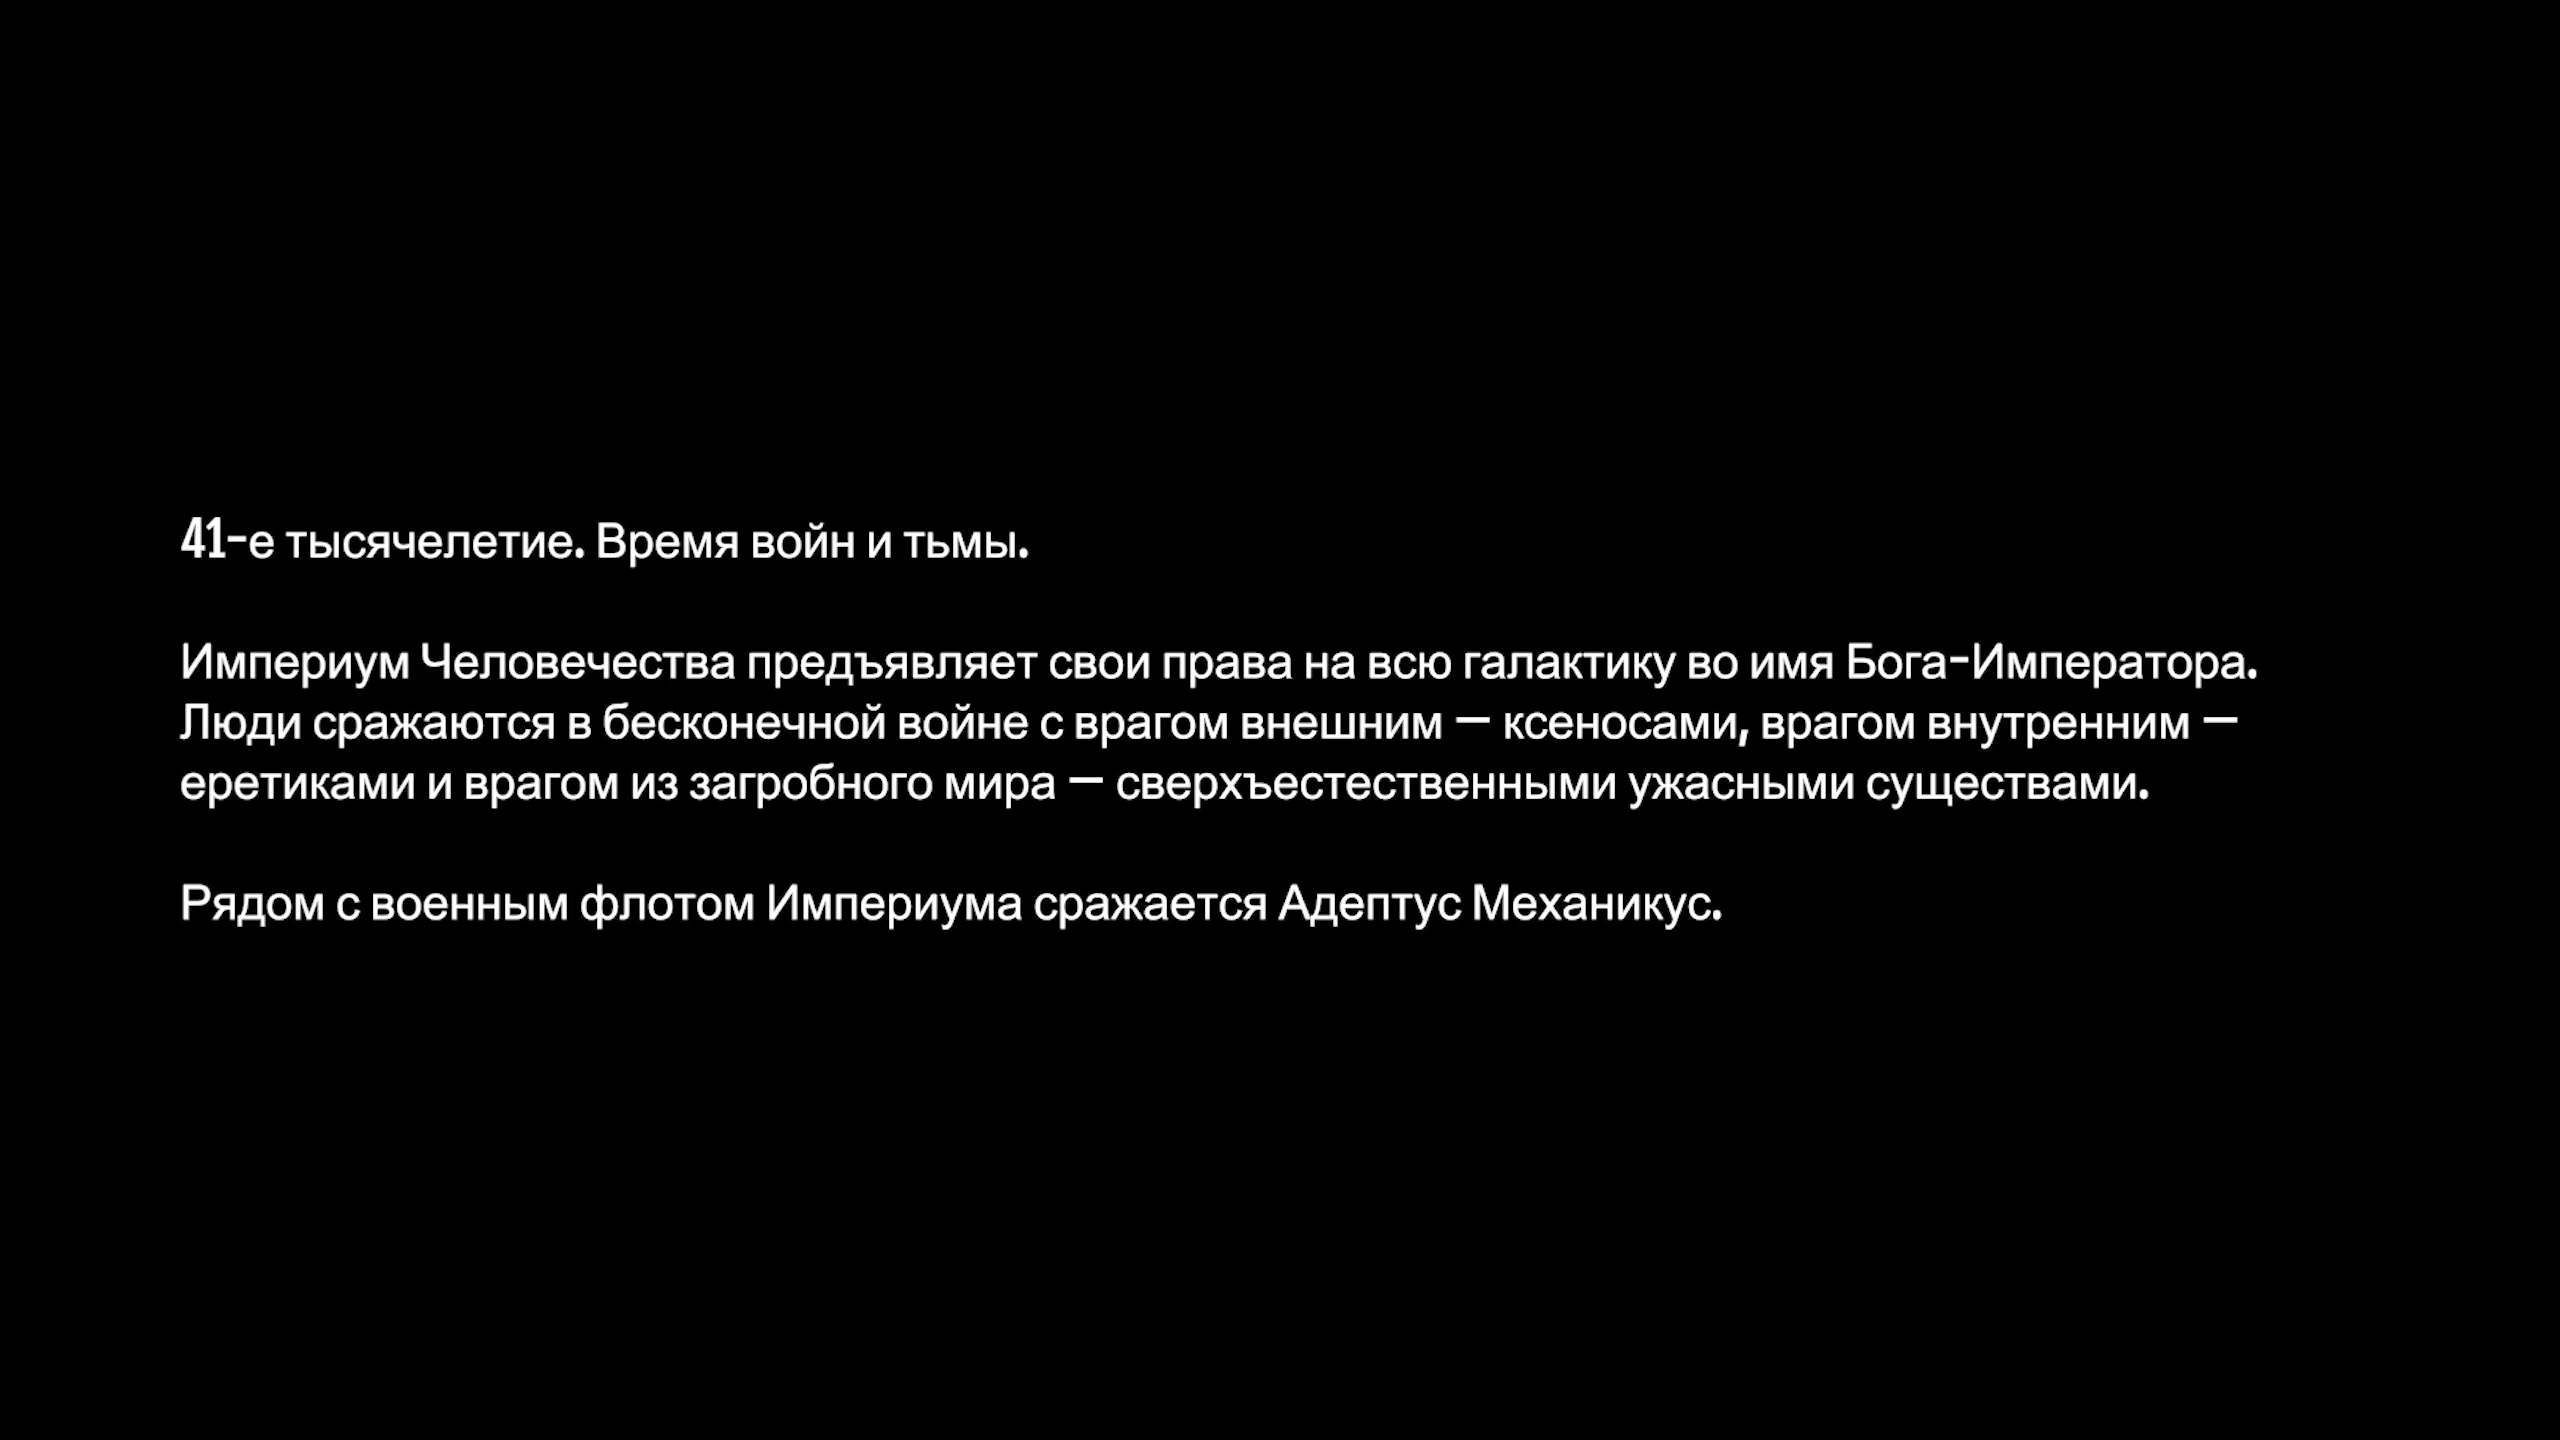 41-е тысячелетие. Время войн и тьмы.
Империум Человечества предъявляет свои права на всю галактику во имя Бога-Императора.
Люди сражаются в бесконечной войне с врагом внешним — ксеносами, врагом внутренним —
еретиками и врагом из загробного мира — сверхъестественными ужасными существами.
Рядом с военным флотом Империума сражается Адептус Механикус.